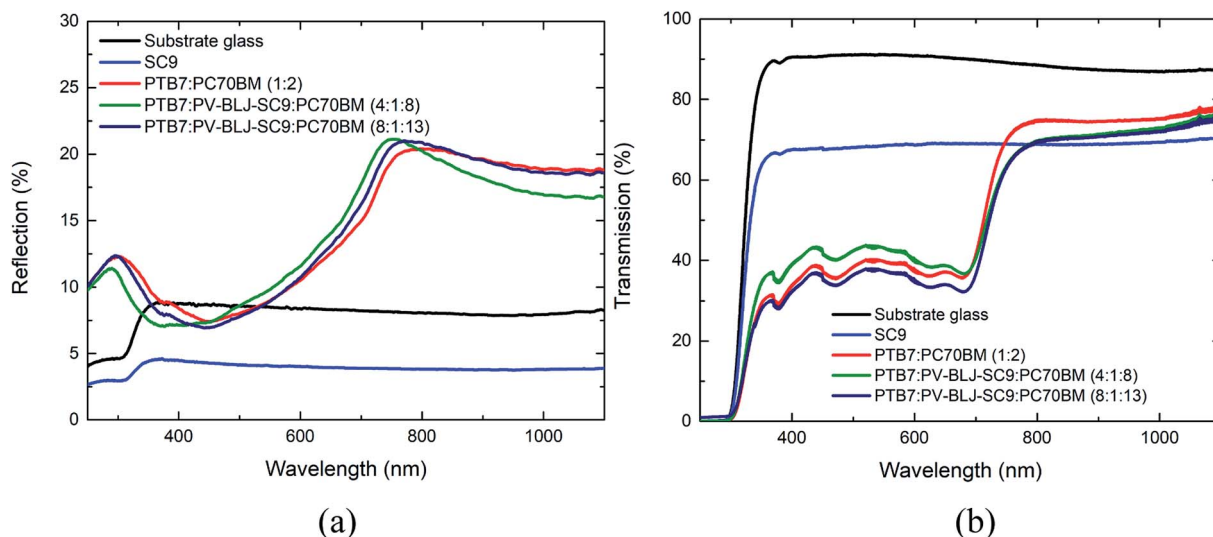 30
25
20
15
10
5
0
Reflection (%)
Substrate glass
SC9
PTB7:PC70BM (1:2)
PTB7:PV-BLJ-SC9:PC70BM (4:1:8)
PTB7:PV-BLJ-SC9:PC70BM (8:1:13)
400 600 800 1000
Wavelength (nm)
(a)
100
80
60
40
20
0
Transmission (%)
Substrate glass
SC9
PTB7:PC70BM (1:2)
PTB7:PV-BLJ-SC9:PC70BM (4:1:8)
PTB7:PV-BLJ-SC9:PC70BM (8:1:13)
400 600 800 1000
Wavelength (nm)
(b)